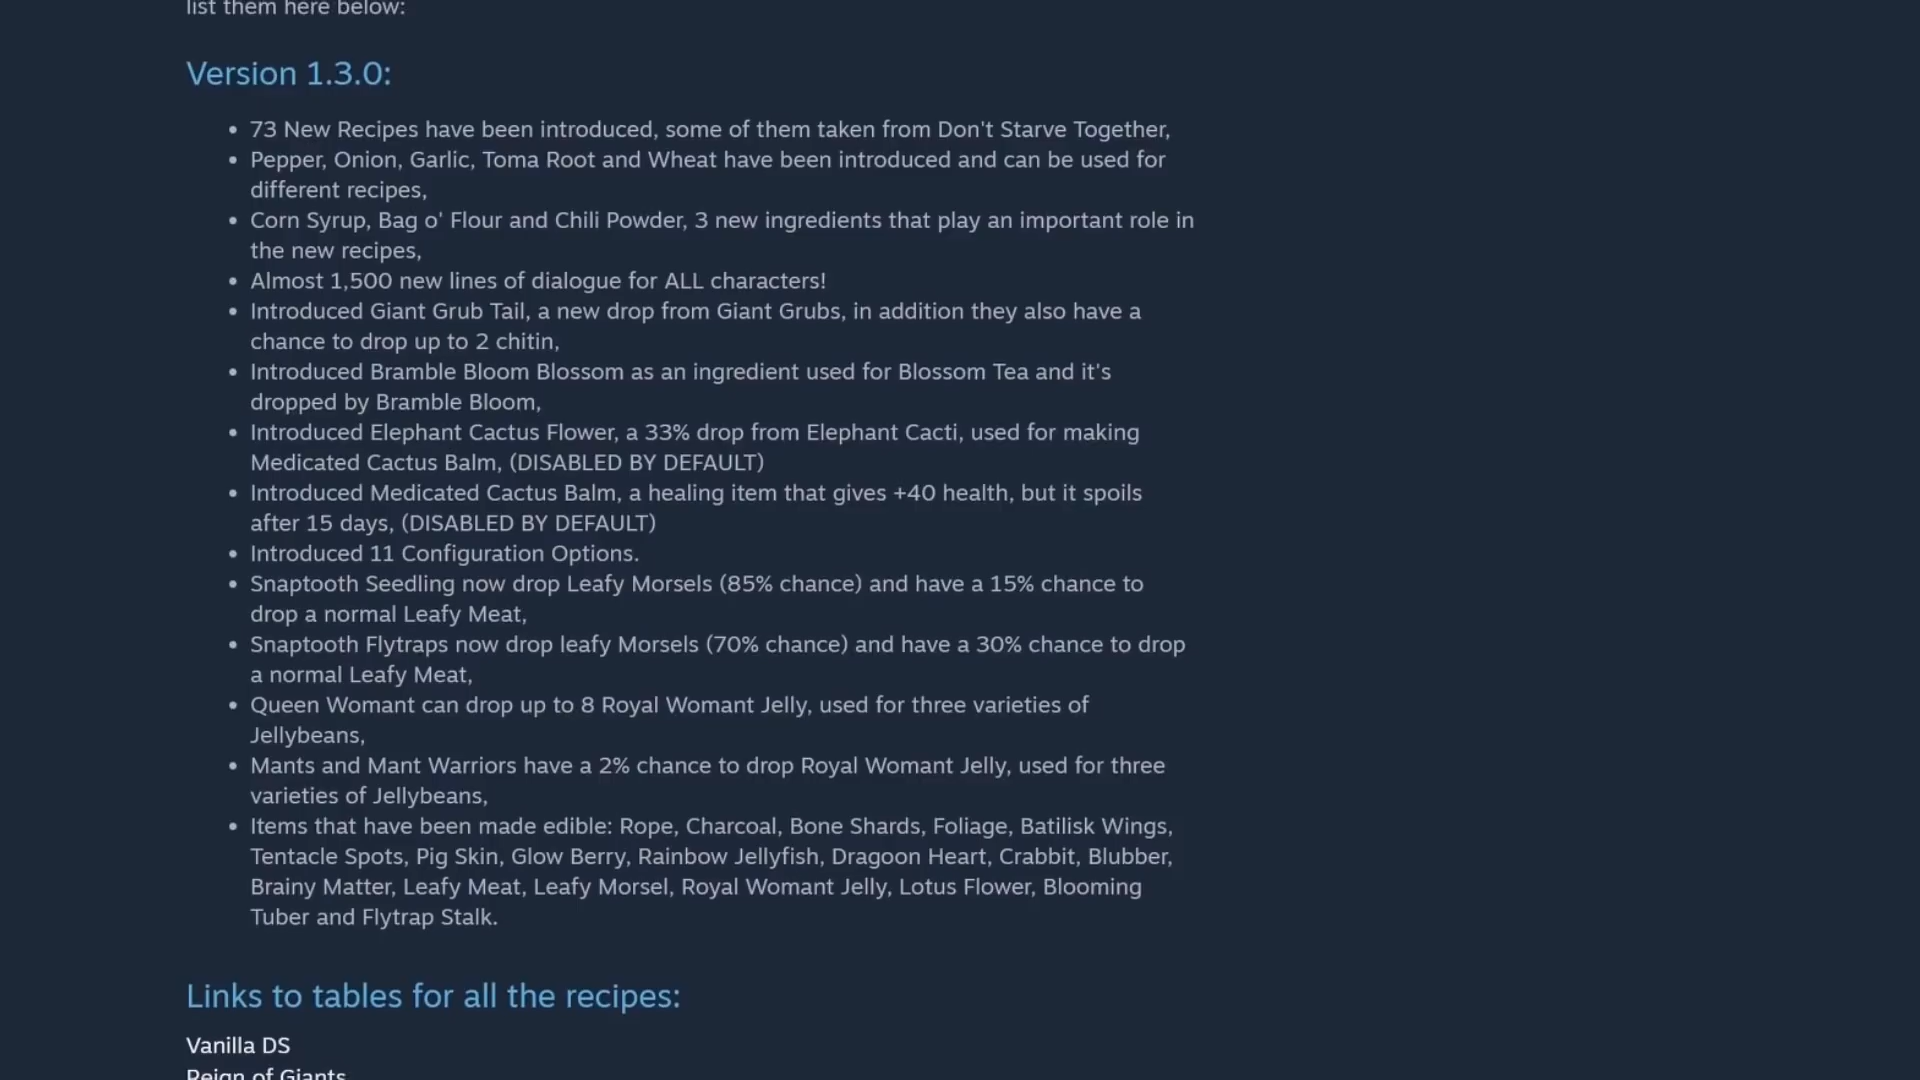 list them here below:
Version 1.3.0:
• 73 New Recipes have been introduced, some of them taken from Don't Starve Together,
• Pepper, Onion, Garlic, Toma Root and Wheat have been introduced and can be used for
different recipes,
• Corn Syrup, Bag o' Flour and Chili Powder, 3 new ingredients that play an important role in
the new recipes,
• Almost 1,500 new lines of dialogue for ALL characters!
• Introduced Giant Grub Tail, a new drop from Giant Grubs, in addition they also have a
chance to drop up to 2 chitin,
• Introduced Bramble Bloom Blossom as an ingredient used for Blossom Tea and it's
dropped by Bramble Bloom,
• Introduced Elephant Cactus Flower, a 33% drop from Elephant Cacti, used for making
Medicated Cactus Balm, (DISABLED BY DEFAULT)
• Introduced Medicated Cactus Balm, a healing item that gives +40 health, but it spoils
after 15 days, (DISABLED BY DEFAULT)
• Introduced 11 Configuration Options.
• Snaptooth Seedling now drop Leafy Morsels (85% chance) and have a 15% chance to
drop a normal Leafy Meat,
• Snaptooth Flytraps now drop leafy Morsels (70% chance) and have a 30% chance to drop
a normal Leafy Meat,
• Queen Womant can drop up to 8 Royal Womant Jelly, used for three varieties of
Jellybeans,
• Mants and Mant Warriors have a 2% chance to drop Royal Womant Jelly, used for three
varieties of Jellybeans,
• Items that have been made edible: Rope, Charcoal, Bone Shards, Foliage, Batilisk Wings,
Tentacle Spots, Pig Skin, Glow Berry, Rainbow Jellyfish, Dragoon Heart, Crabbit, Blubber,
Brainy Matter, Leafy Meat, Leafy Morsel, Royal Womant Jelly, Lotus Flower, Blooming
Tuber and Flytrap Stalk.
Links to tables for all the recipes:
Vanilla DS
Reign of Giants